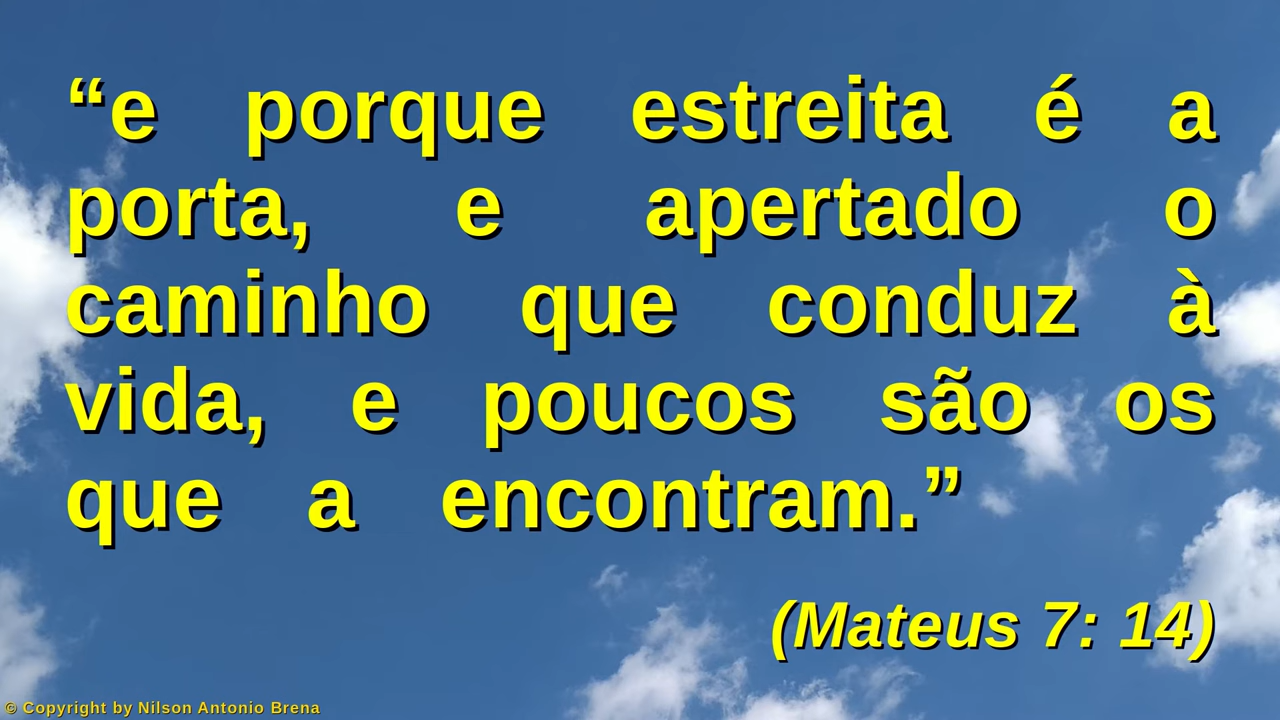 “e porque estreita é a
porta, e apertado o
caminho que conduz à
vida, e poucos são os
que a encontram.”
(Mateus 7: 14)
© Copyright by Nilson Antonio Brena